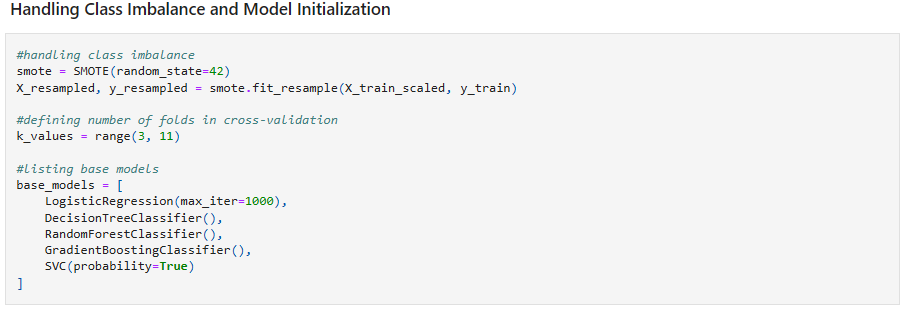 Handling Class Imbalance and Model Initialization
#handling class imbalance
smote = SMOTE(random_state=42)
X_resampled, y_resampled = smote.fit_resample(X_train_scaled, y_train)
#defining number of folds in cross-validation
k_values = range(3, 11)
#listing base models
base_models = [
    LogisticRegression(max_iter=1000),
    DecisionTreeClassifier(),
    RandomForestClassifier(),
    GradientBoostingClassifier(),
    SVC(probability=True)
]